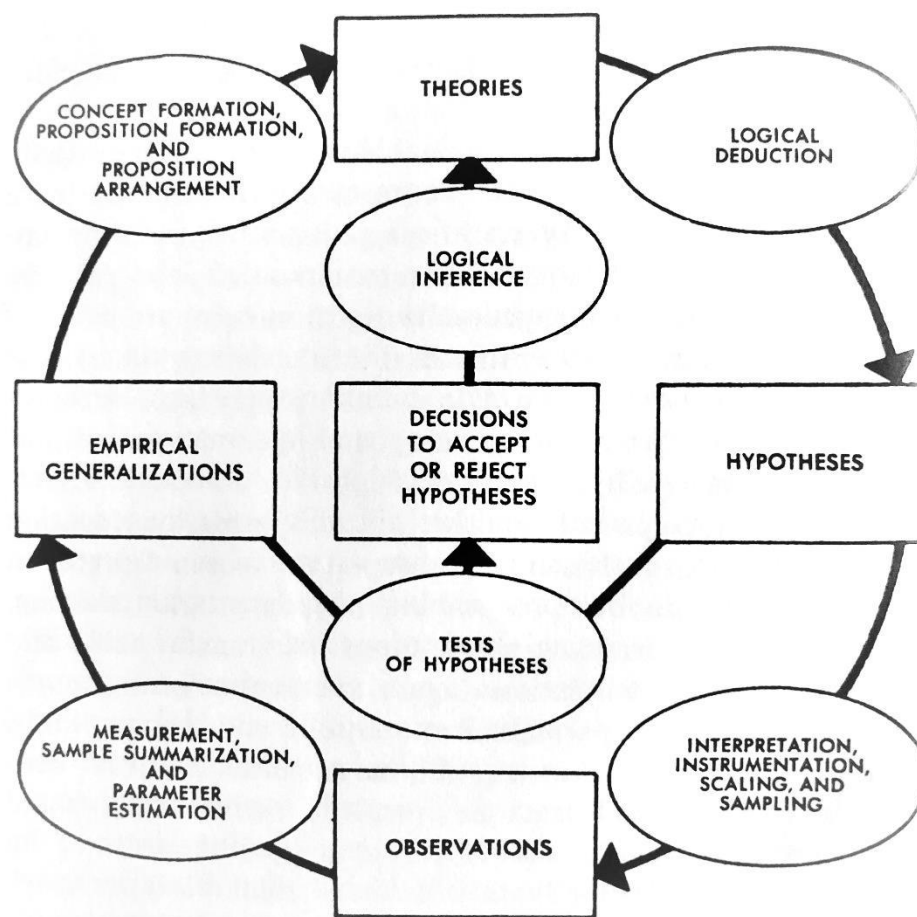 THEORIES
CONCEPT FORMATION,
PROPOSITION FORMATION,
AND
PROPOSITION
ARRANGEMENT
LOGICAL
DEDUCTION
LOGICAL
INFERENCE
EMPIRICAL
GENERALIZATIONS
DECISIONS
TO ACCEPT
OR REJECT
HYPOTHESES
HYPOTHESES
TESTS
OF HYPOTHESES
MEASUREMENT,
SAMPLE SUMMARIZATION,
AND
PARAMETER
ESTIMATION
INTERPRETATION,
INSTRUMENTATION,
SCALING, AND
SAMPLING
OBSERVATIONS